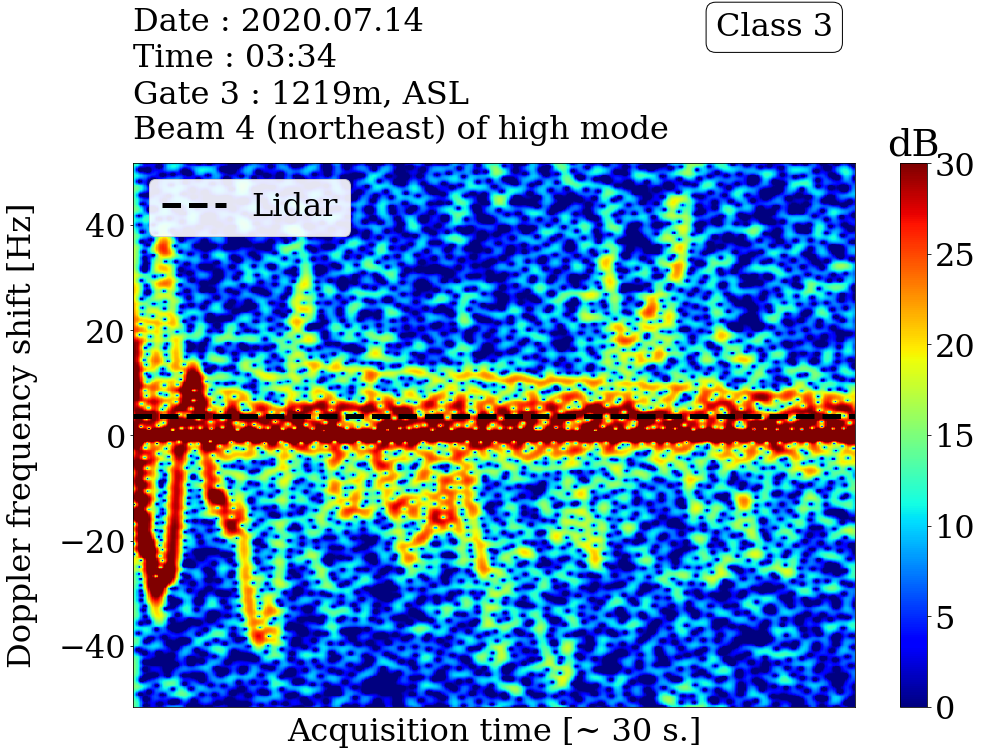 Date : 2020.07.14
Time : 03:34
Gate 3 : 1219m, ASL
Beam 4 (northeast) of high mode
Class 3
dB
Lidar
Doppler frequency shift [Hz]
40
20
0
−20
−40
30
25
20
15
10
5
0
Acquisition time [~ 30 s.]